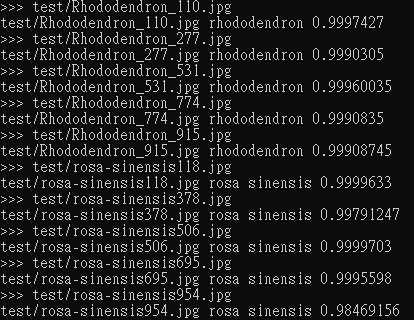 >>> test/Rhododendron_110.jpg
test/Rhododendron_110.jpg rhododendron 0.9997427
>>> test/Rhododendron_277.jpg
test/Rhododendron_277.jpg rhododendron 0.9990305
>>> test/Rhododendron_531.jpg
test/Rhododendron_531.jpg rhododendron 0.99960035
>>> test/Rhododendron_774.jpg
test/Rhododendron_774.jpg rhododendron 0.9990835
>>> test/Rhododendron_915.jpg
test/Rhododendron_915.jpg rhododendron 0.99908745
>>> test/rosa-sinensis118.jpg
test/rosa-sinensis118.jpg rosa sinensis 0.9999633
>>> test/rosa-sinensis378.jpg
test/rosa-sinensis378.jpg rosa sinensis 0.99791247
>>> test/rosa-sinensis506.jpg
test/rosa-sinensis506.jpg rosa sinensis 0.9999703
>>> test/rosa-sinensis695.jpg
test/rosa-sinensis695.jpg rosa sinensis 0.9995598
>>> test/rosa-sinensis954.jpg
test/rosa-sinensis954.jpg rosa sinensis 0.98469156